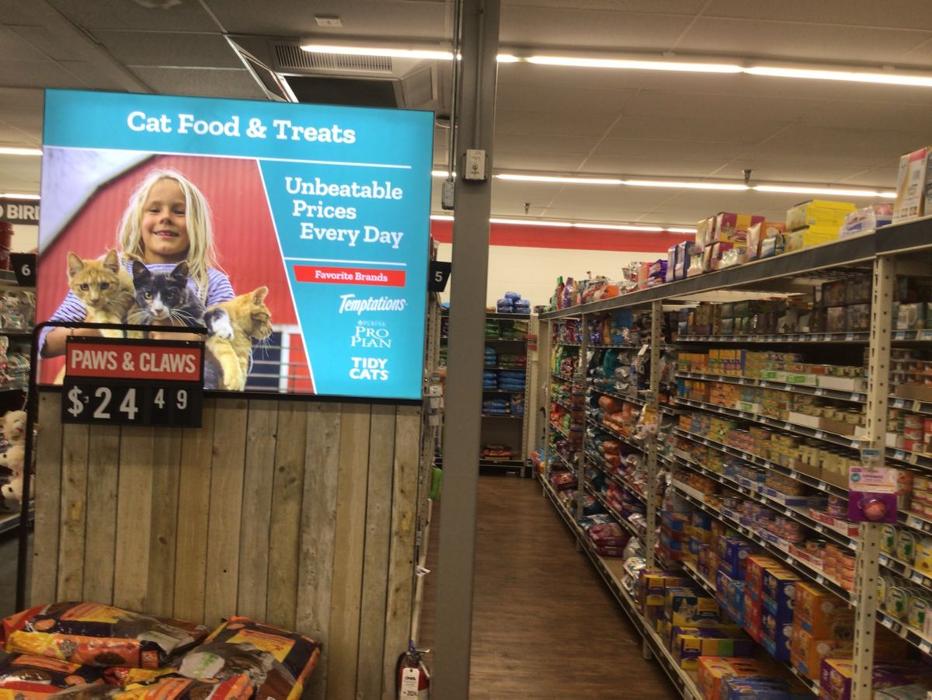 Cat Food & Treats
Unbeatable
Prices
Every Day
Favorite Brands
Temptations
PURINA
PRO
PLAN
TIDY
CATS
BIRD
6
5
PAWS & CLAWS
$24 49